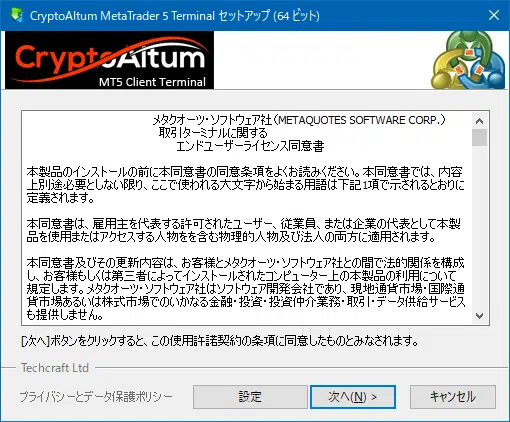 CryptoAltum MetaTrader 5 Terminal セットアップ (64 ビット)
CryptoAltum
MT5 Client Terminal
メタクオーツ・ソフトウェア社(METAQUOTES SOFTWARE CORP.)
取引ターミナルに関する
エンドユーザーライセンス同意書
本製品のインストールの前に本同意書の同意条項をよくお読みください。本同意書では、内容
上別途必要としない限り、ここで使われる大文字から始まる用語は下記1項で示されるとおりに
定義されます。
本同意書は、雇用主を代表する許可されたユーザー、従業員、または企業の代表として本製
品を使用またはアクセスする人物をを含む物理的人物及び法人の両方に適用されます。
本同意書及びその更新内容は、お客様とメタクオーツ・ソフトウェア社との間で法的関係を構成
し、お客様もしくは第三者によってインストールされたコンピューター上の本製品の利用について
規定します。メタクオーツ・ソフトウェア社はソフトウェア開発会社であり、現地通貨市場・国際通
貨市場あるいは株式市場でのいかなる金融・投資・投資仲介業務・取引・データ供給サービス
も提供しません。
[次へ]ボタンをクリックすると、この使用許諾契約の条項に同意したものとみなされます。
Techcraft Ltd
プライバシーとデータ保護ポリシー
設定
次へ(N) >
キャンセル